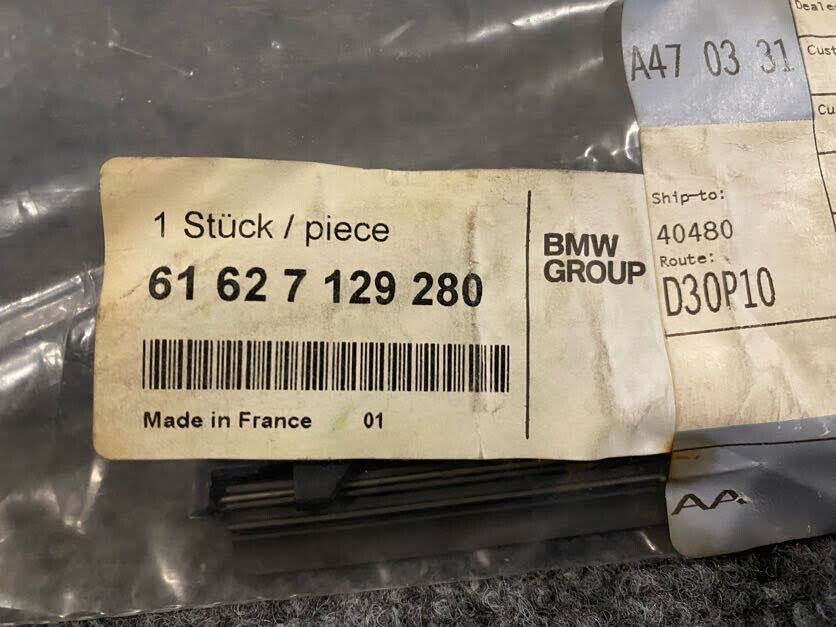 1 Stück / piece
61 62 7 129 280
Made in France 01
BMW
GROUP
A47 03 31
Ship-to:
40480
Route:
D30P10